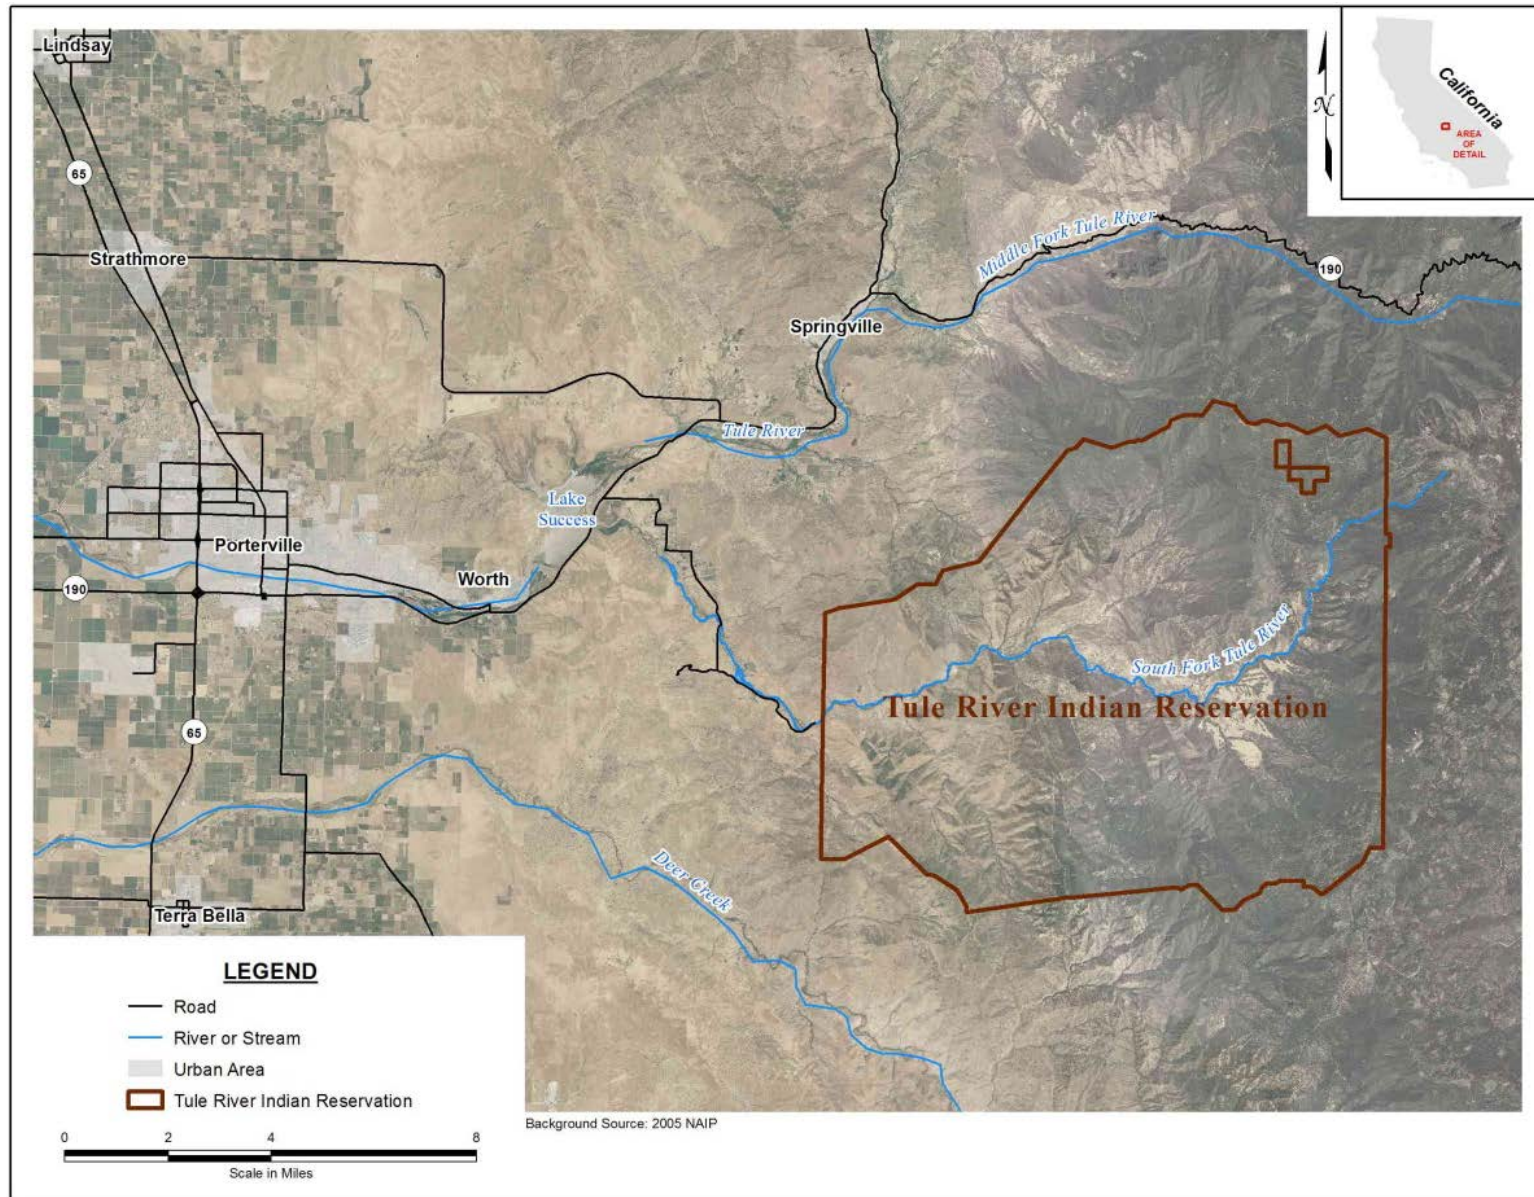 Lindsay
California
AREA
OF
DETAIL
N
65
Middle Fork Tule River
Strathmore
190
Springville
Tule River
Lake
Success
Porterville
Worth
190
South Fork Tule River
Tule River Indian Reservation
65
Deer Creek
Terra Bella
LEGEND
Road
River or Stream
Urban Area
Tule River Indian Reservation
Background Source: 2005 NAIP
0 2 4 8
Scale in Miles